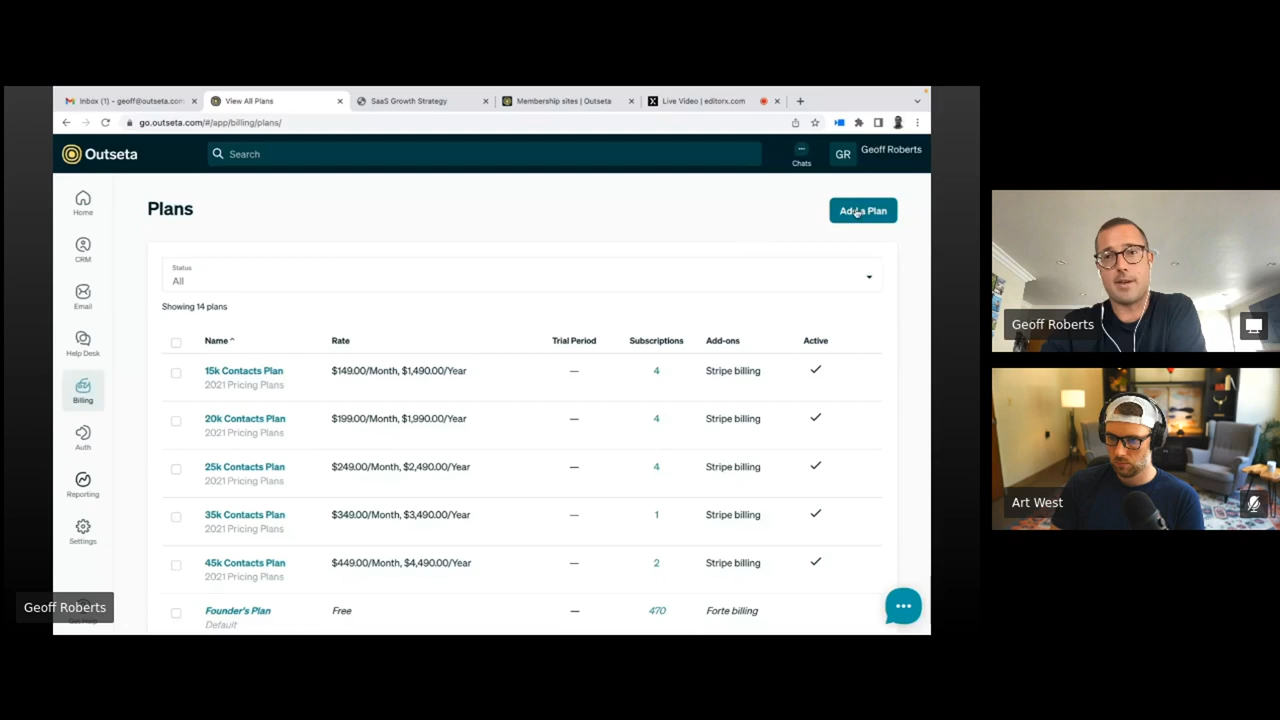 Inbox (1) - geoff@outseta.com
View All Plans
SaaS Growth Strategy
Membership sites | Outseta
Live Video | editorx.com
go.outseta.com/#/app/billing/plans/
Outseta
Search
Chats
GR
Geoff Roberts
Home
CRM
Email
Help Desk
Billing
Auth
Reporting
Settings
Plans
Add a Plan
Status
All
Showing 14 plans
Name
Rate
Trial Period
Subscriptions
Add-ons
Active
15k Contacts Plan
$149.00/Month, $1,490.00/Year
—
4
Stripe billing
2021 Pricing Plans
20k Contacts Plan
$199.00/Month, $1,990.00/Year
—
4
Stripe billing
2021 Pricing Plans
25k Contacts Plan
$249.00/Month, $2,490.00/Year
—
4
Stripe billing
2021 Pricing Plans
35k Contacts Plan
$349.00/Month, $3,490.00/Year
—
1
Stripe billing
2021 Pricing Plans
45k Contacts Plan
$449.00/Month, $4,490.00/Year
—
2
Stripe billing
2021 Pricing Plans
Founder's Plan
Free
—
470
Forte billing
Default
Geoff Roberts
Geoff Roberts
Art West